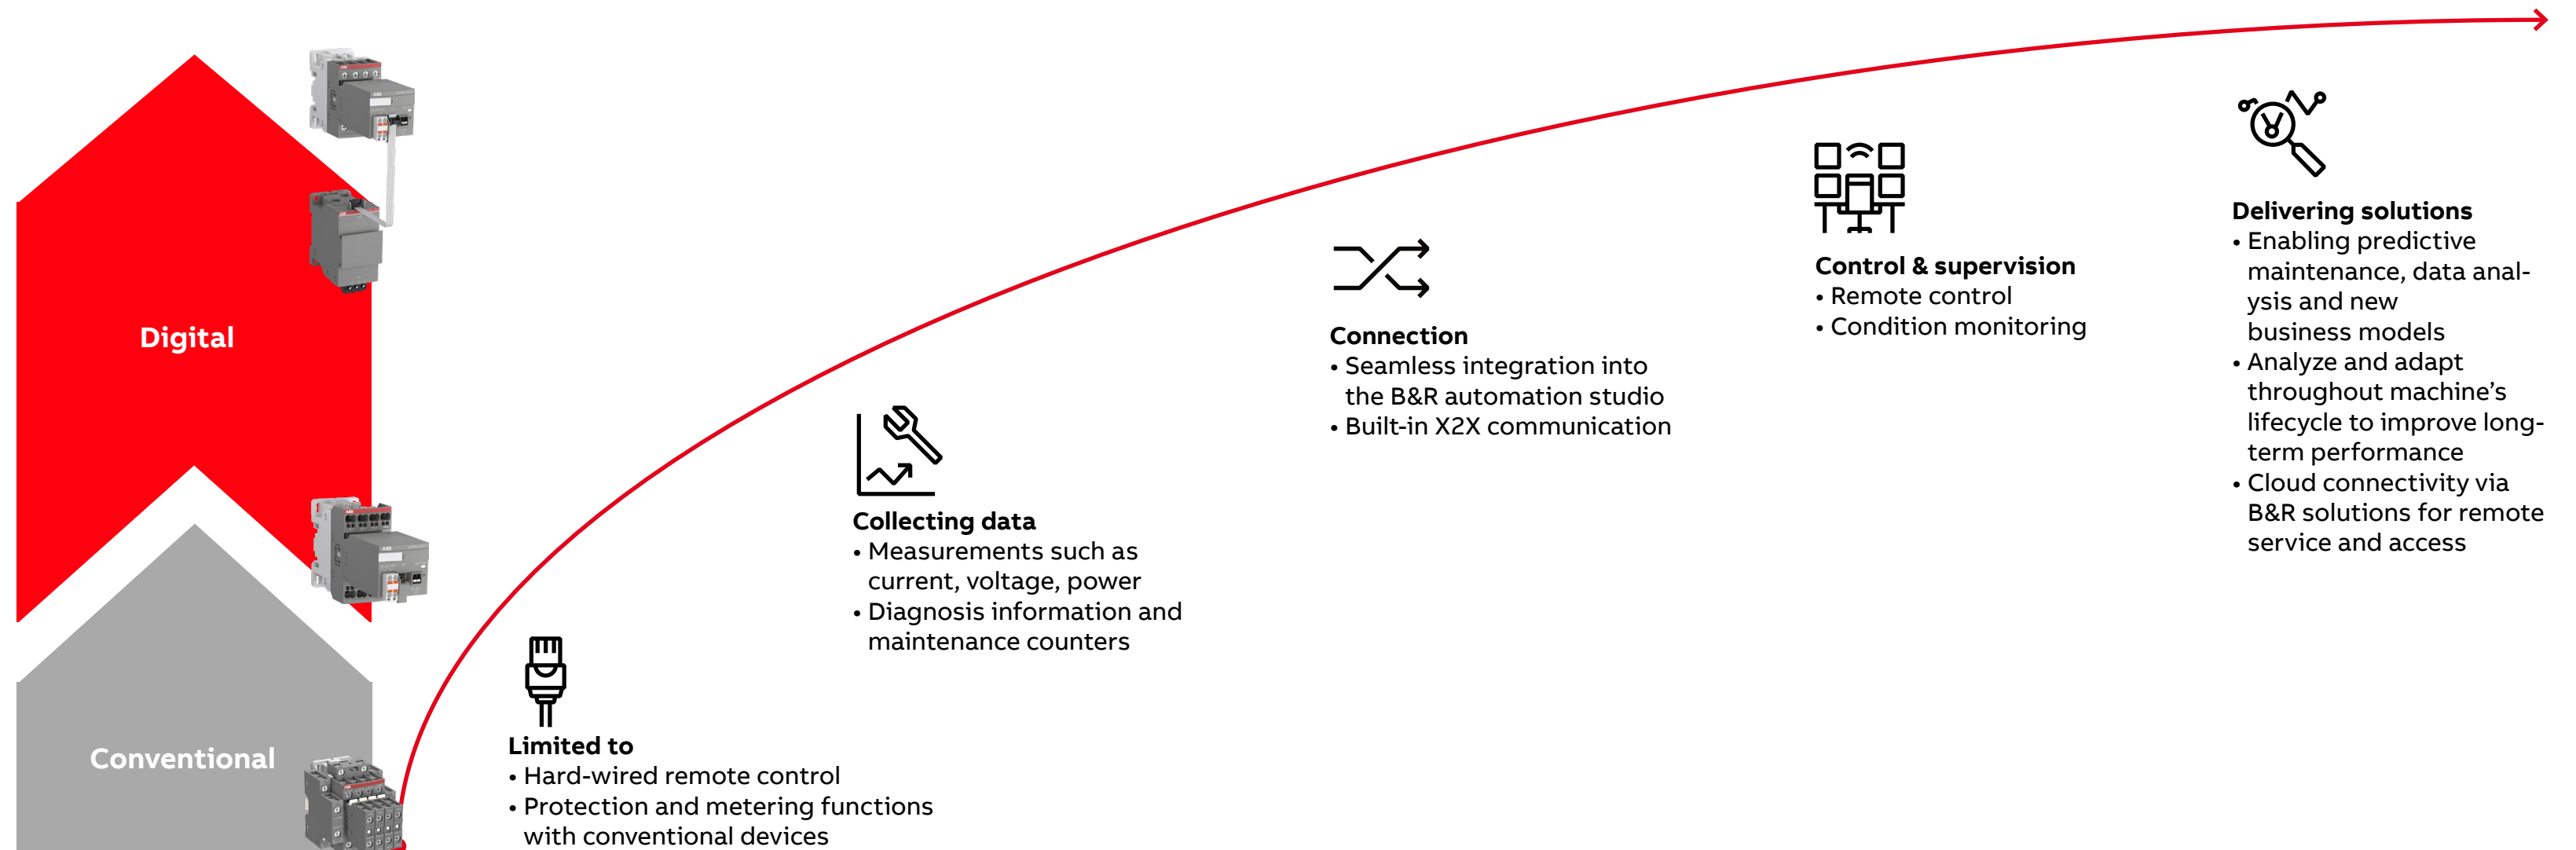 Digital
Conventional
Limited to
• Hard-wired remote control
• Protection and metering functions
with conventional devices
Collecting data
• Measurements such as
current, voltage, power
• Diagnosis information and
maintenance counters
Connection
• Seamless integration into
the B&R automation studio
• Built-in X2X communication
Control & supervision
• Remote control
• Condition monitoring
Delivering solutions
• Enabling predictive
maintenance, data anal-
ysis and new
business models
• Analyze and adapt
throughout machine’s
lifecycle to improve long-
term performance
• Cloud connectivity via
B&R solutions for remote
service and access